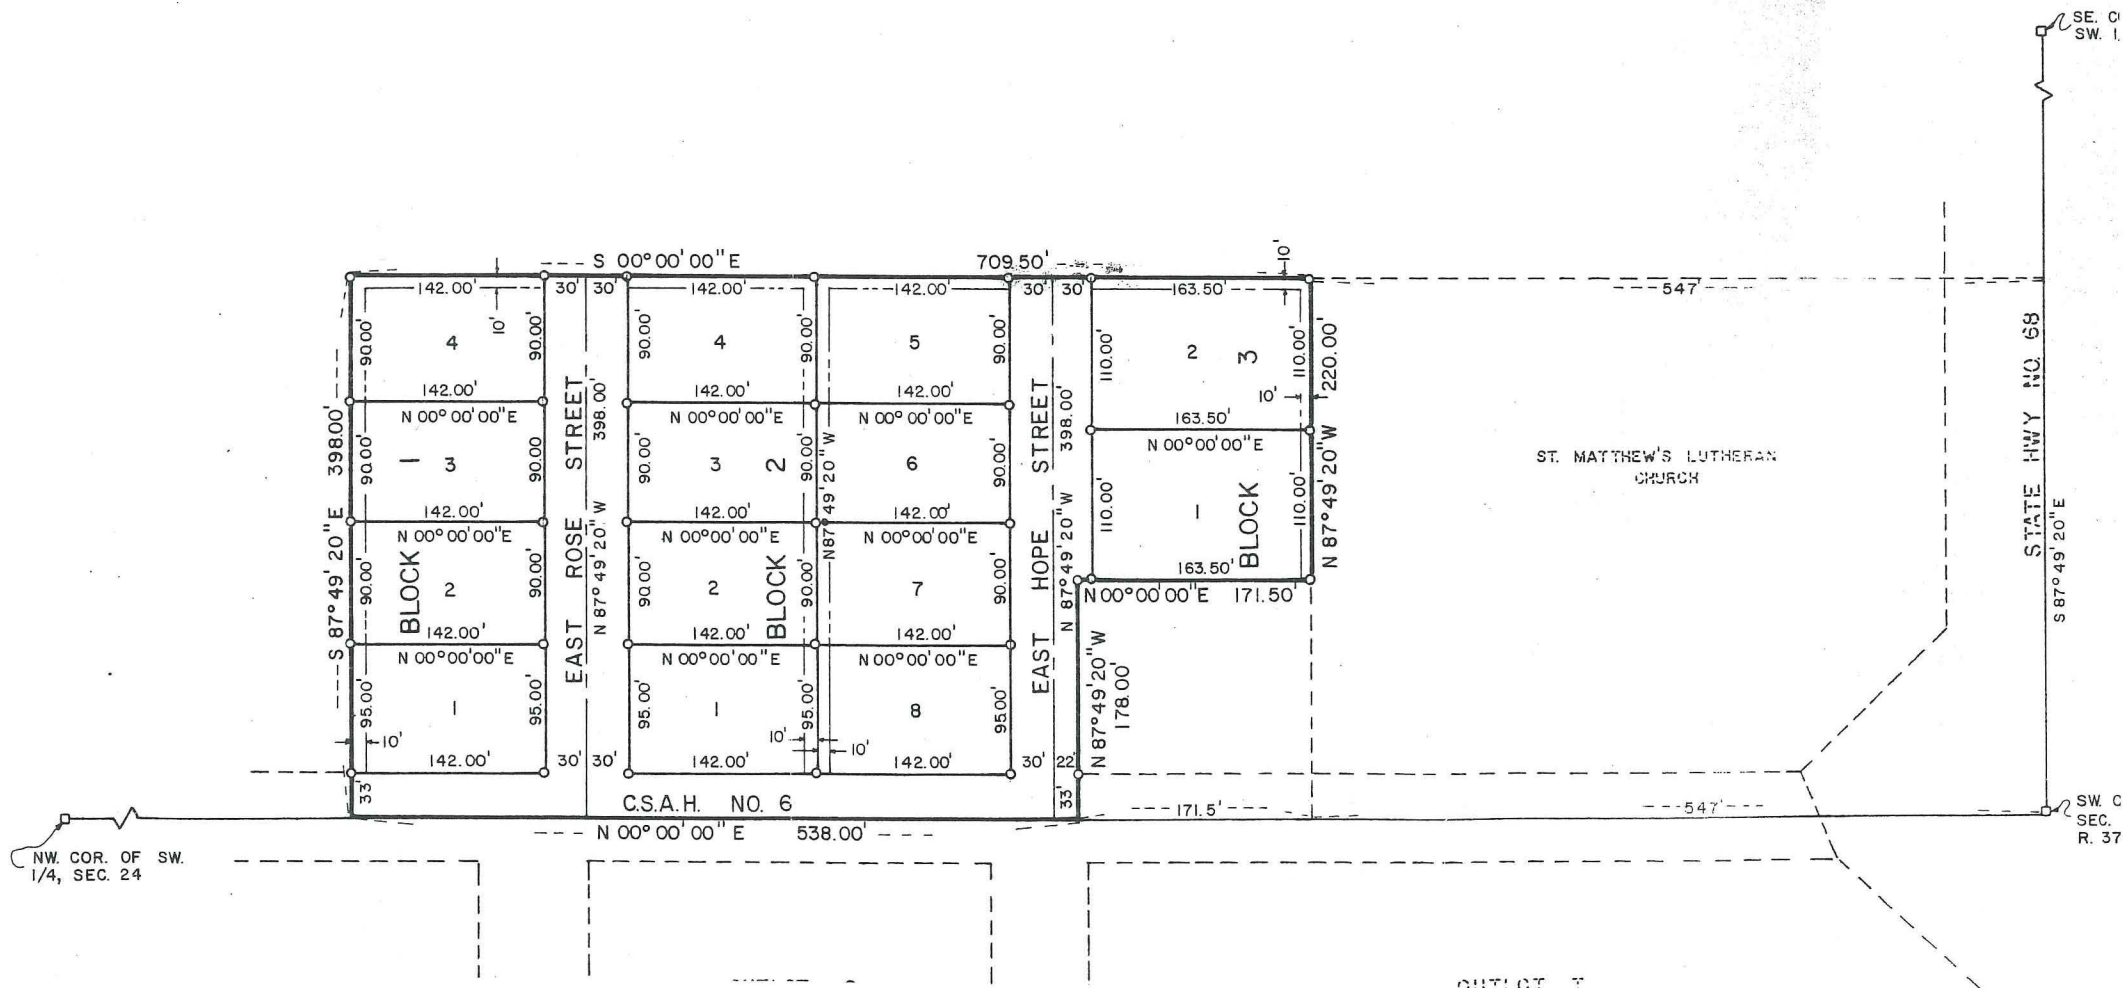 SE. C
SW. 1
10'
S 00°00'00"E 709.50'
142.00' 30' 30' 142.00' 142.00' 30' 30' 163.50' 547'
10'
90.00' 4 90.00' 90.00' 4 90.00' 5 90.00' 110.00' 2 3 110.00' 220.00'
142.00' 142.00' 142.00' 10'
N 00°00'00"E N 00°00'00"E N 00°00'00"E 163.50'
N 00°00'00"E
S 87°49'20"E 398.00'
90.00' 1 3 90.00 90.00' 3 2 90.00' 6 90.00'
N87°49'20"W
142.00' 142.00' 142.00'
N 00°00'00"E N 00°00'00"E N 00°00'00"E
110.00' 1 110.00' N 87°49'20"W
BLOCK
163.50'
N 00°00'00"E 171.50'
EAST ROSE STREET
N 87°49'20"W 398.00'
EAST HOPE STREET
N 87°49'20"W 398.00'
ST. MATTHEW'S LUTHERAN
CHURCH
STATE HWY NO. 68
S 87°49'20"E
90.00' BLOCK 2 90.00' 90.00' 2 BLOCK 90.00' 7 90.00'
142.00' 142.00' 142.00'
N 00°00'00"E N 00°00'00"E N 00°00'00"E
N 87°49'20"W
178.00'
95.00' 1 95.00' 95.00' 1 95.00' 8 95.00'
10' 10' 10'
142.00' 30' 30' 142.00' 142.00' 30' 22'
33' C.S.A.H. NO. 6 33'
171.5' 547'
N 00°00'00"E 538.00'
NW. COR. OF SW.
1/4, SEC. 24
SW. C
SEC.
R. 37
OUTLOT